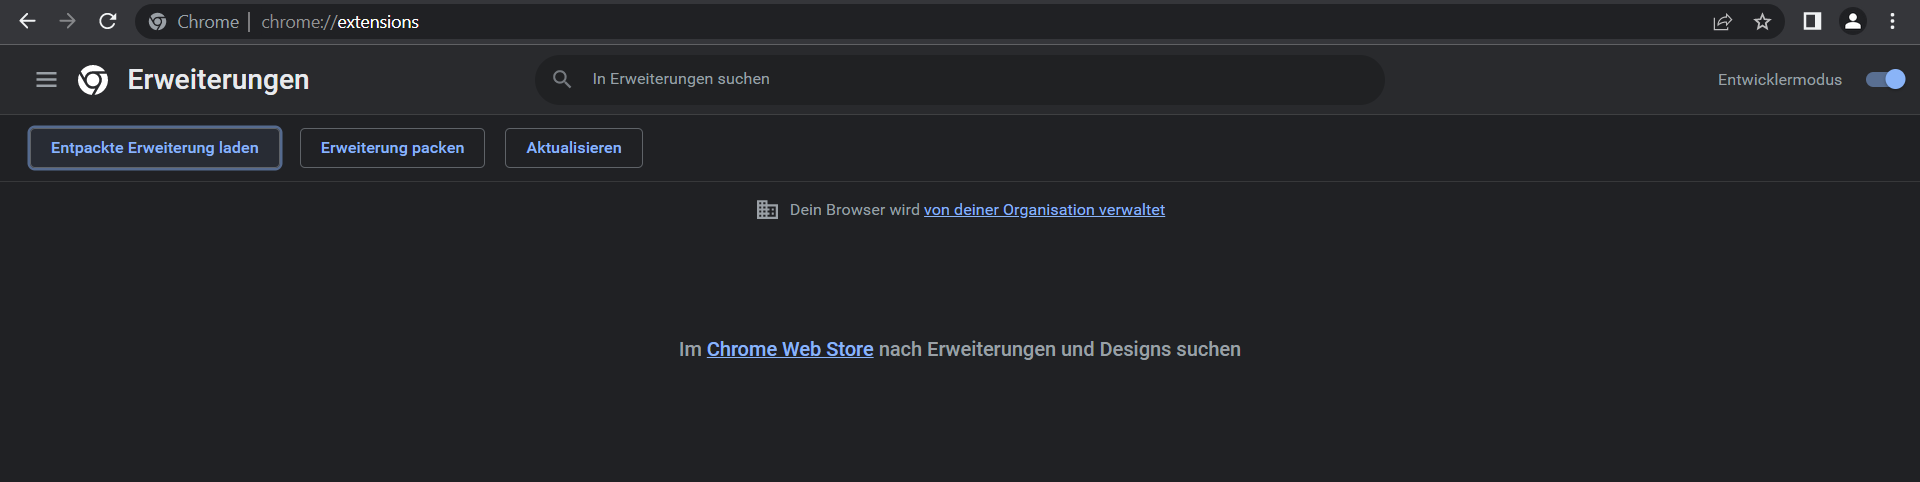 Chrome | chrome://extensions
Erweiterungen
In Erweiterungen suchen
Entwicklermodus
Entpackte Erweiterung laden
Erweiterung packen
Aktualisieren
Dein Browser wird von deiner Organisation verwaltet
Im Chrome Web Store nach Erweiterungen und Designs suchen